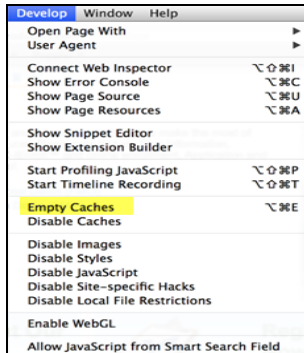 Develop Window Help
Open Page With ▶
User Agent ▶
Connect Web Inspector ⌥⇧⌘I
Show Error Console ⌥⌘C
Show Page Source ⌥⌘U
Show Page Resources ⌥⌘A
Show Snippet Editor
Show Extension Builder
Start Profiling JavaScript ⌥⇧⌘P
Start Timeline Recording ⌥⇧⌘T
Empty Caches ⌥⌘E
Disable Caches
Disable Images
Disable Styles
Disable JavaScript
Disable Site-specific Hacks
Disable Local File Restrictions
Enable WebGL
Allow JavaScript from Smart Search Field